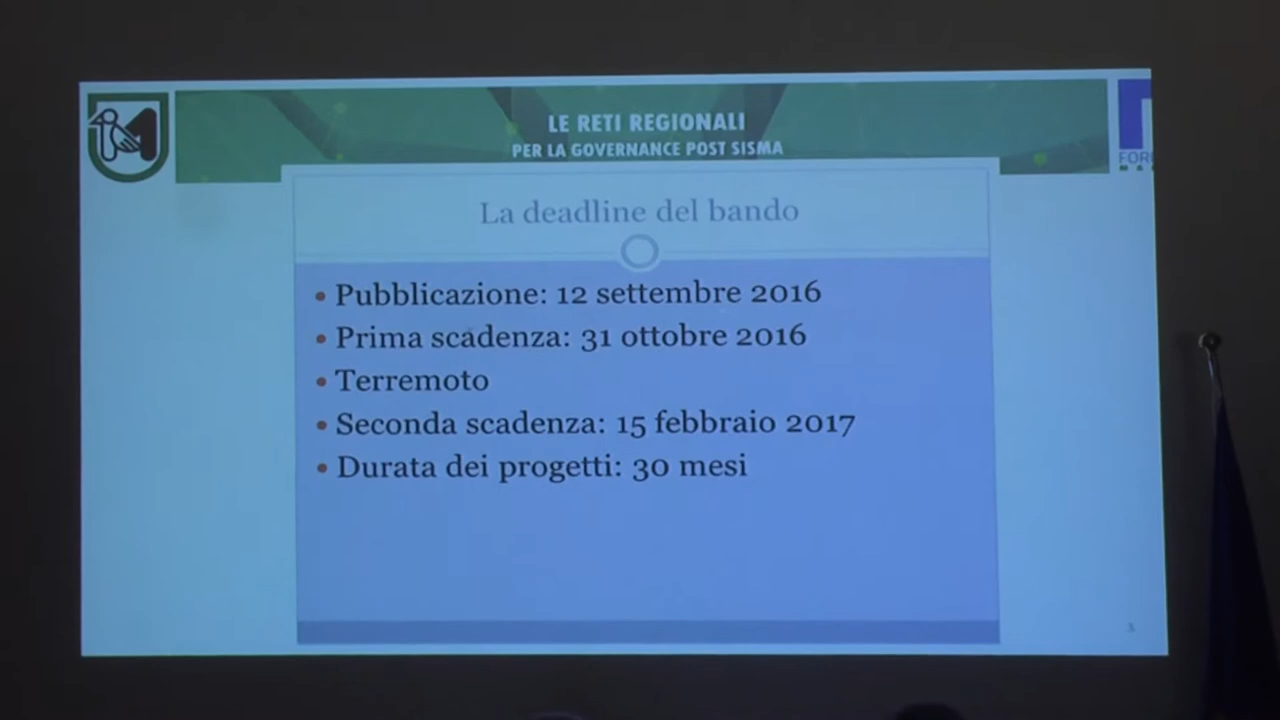 LE RETI REGIONALI
PER LA GOVERNANCE POST SISMA
La deadline del bando
• Pubblicazione: 12 settembre 2016
• Prima scadenza: 31 ottobre 2016
• Terremoto
• Seconda scadenza: 15 febbraio 2017
• Durata dei progetti: 30 mesi